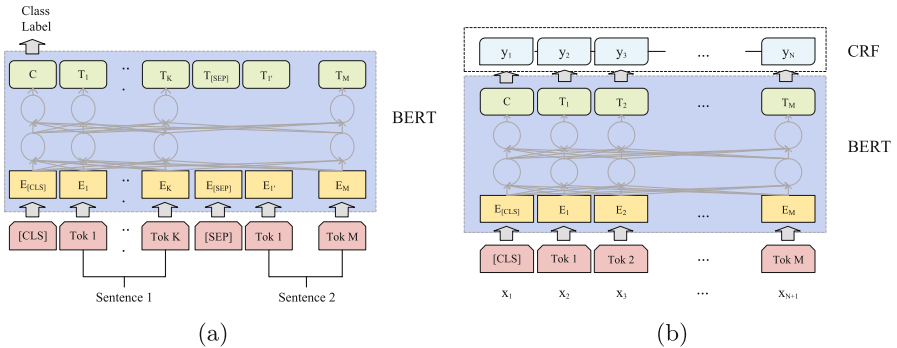 Class
Label
C T1 .. TK T[SEP] T1' TM
.
BERT
E[CLS] E1 .. EK E[SEP] E1' EM
.
[CLS] Tok 1 .. Tok K [SEP] Tok 1 Tok M
.
Sentence 1 Sentence 2
(a)
y1 y2 y3 ... yN
CRF
C T1 T2 ... TM
BERT
E[CLS] E1 E2 ... EM
[CLS] Tok 1 Tok 2 ... Tok M
x1 x2 x3 ... xN+1
(b)